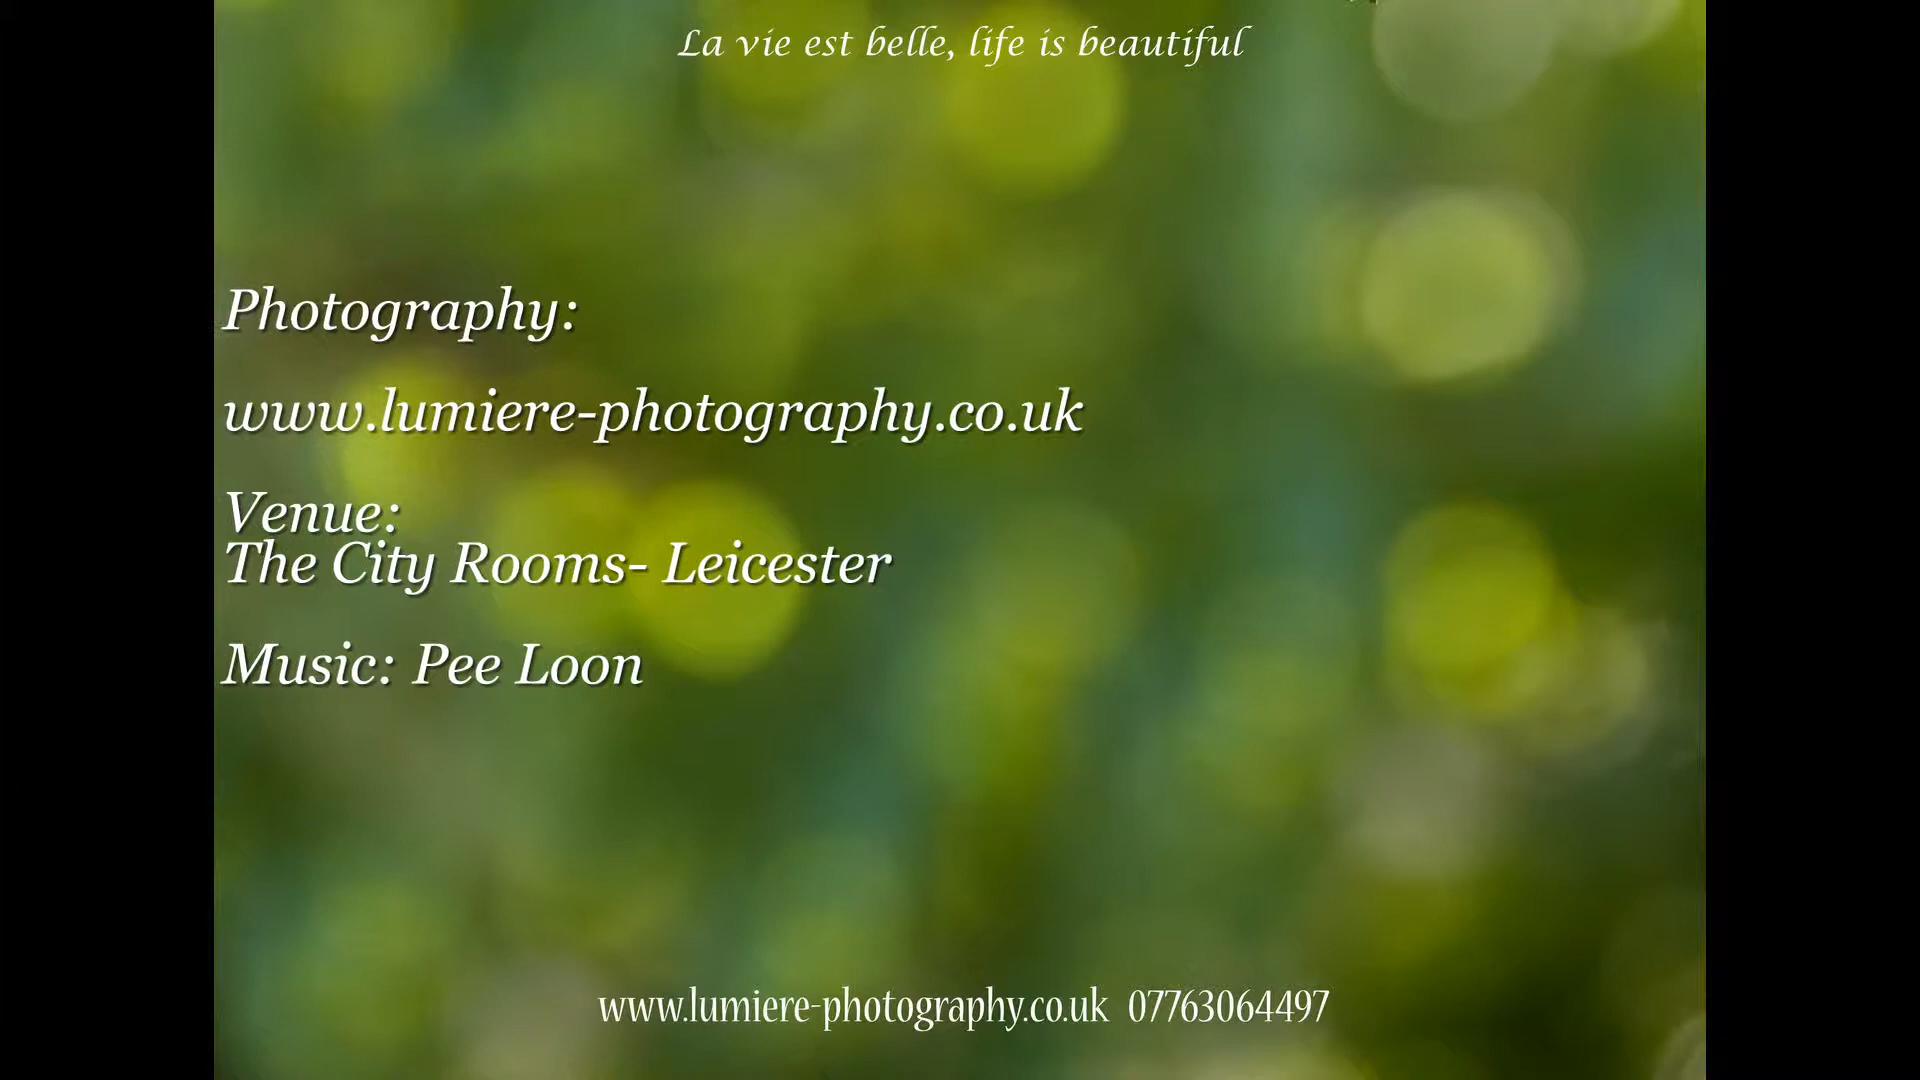 La vie est belle, life is beautiful
Photography:
www.lumiere-photography.co.uk
Venue:
The City Rooms- Leicester
Music: Pee Loon
www.lumiere-photography.co.uk 07763064497